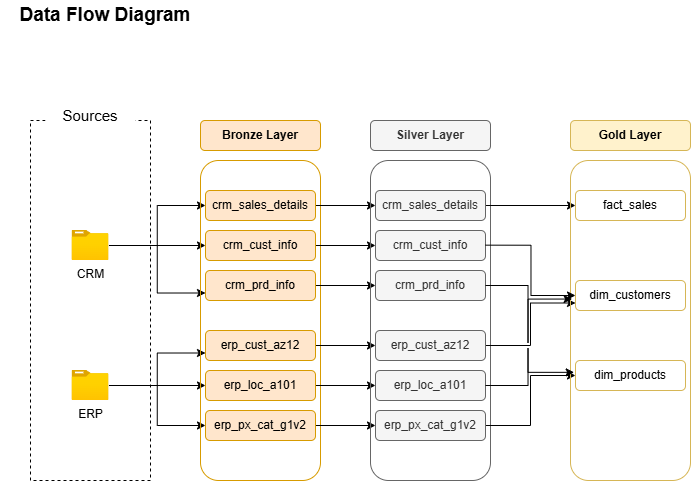 Data Flow Diagram
Sources
Bronze Layer
Silver Layer
Gold Layer
crm_sales_details
crm_sales_details
fact_sales
crm_cust_info
crm_cust_info
CRM
crm_prd_info
crm_prd_info
dim_customers
erp_cust_az12
erp_cust_az12
dim_products
erp_loc_a101
erp_loc_a101
ERP
erp_px_cat_g1v2
erp_px_cat_g1v2